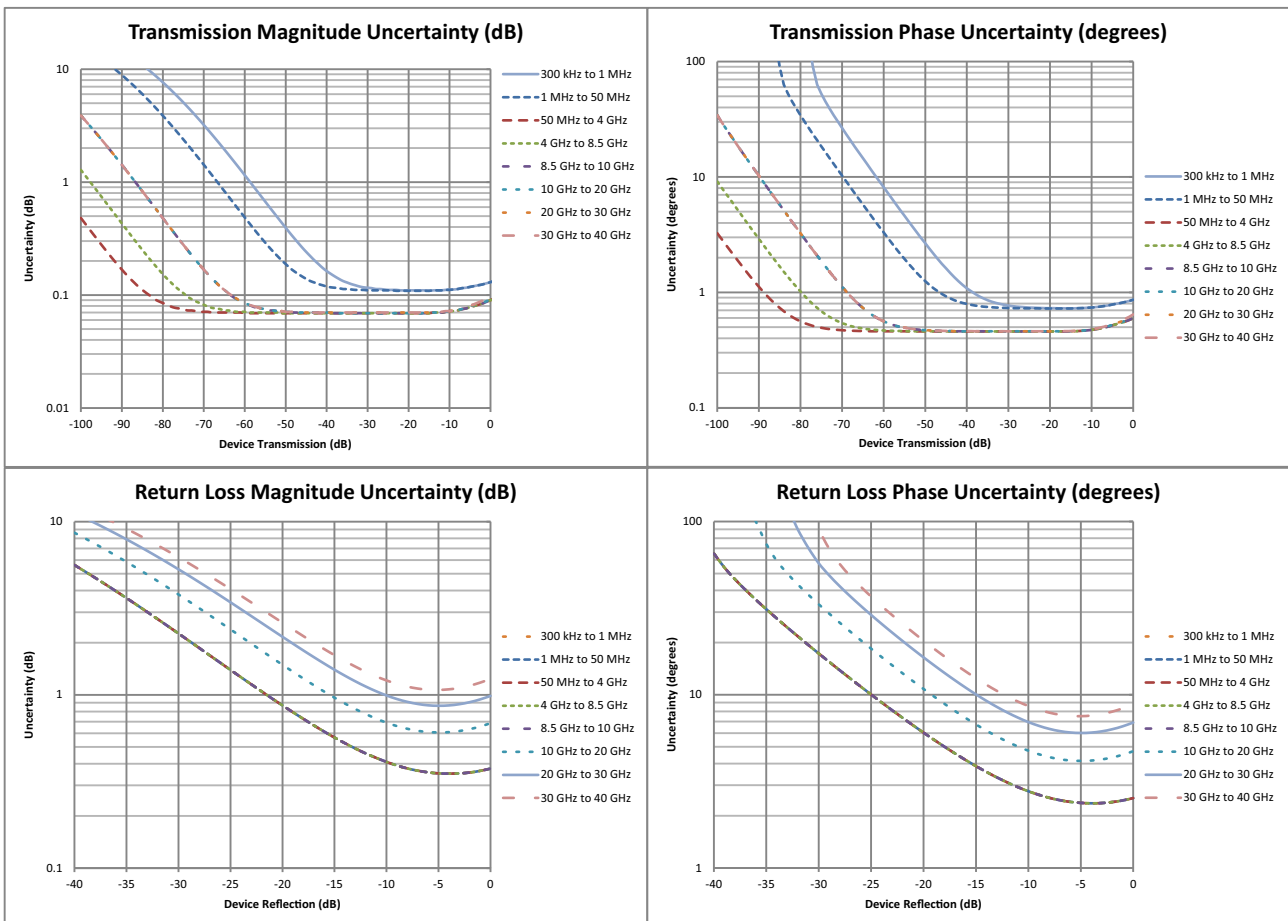 Transmission Magnitude Uncertainty (dB)
10
1
0.1
0.01
Uncertainty (dB)
-100 -90 -80 -70 -60 -50 -40 -30 -20 -10 0
Device Transmission (dB)
300 kHz to 1 MHz
1 MHz to 50 MHz
50 MHz to 4 GHz
4 GHz to 8.5 GHz
8.5 GHz to 10 GHz
10 GHz to 20 GHz
20 GHz to 30 GHz
30 GHz to 40 GHz
Transmission Phase Uncertainty (degrees)
100
10
1
0.1
Uncertainty (degrees)
-100 -90 -80 -70 -60 -50 -40 -30 -20 -10 0
Device Transmission (dB)
300 kHz to 1 MHz
1 MHz to 50 MHz
50 MHz to 4 GHz
4 GHz to 8.5 GHz
8.5 GHz to 10 GHz
10 GHz to 20 GHz
20 GHz to 30 GHz
30 GHz to 40 GHz
Return Loss Magnitude Uncertainty (dB)
10
1
0.1
Uncertainty (dB)
-40 -35 -30 -25 -20 -15 -10 -5 0
Device Reflection (dB)
300 kHz to 1 MHz
1 MHz to 50 MHz
50 MHz to 4 GHz
4 GHz to 8.5 GHz
8.5 GHz to 10 GHz
10 GHz to 20 GHz
20 GHz to 30 GHz
30 GHz to 40 GHz
Return Loss Phase Uncertainty (degrees)
100
10
1
Uncertainty (degrees)
-40 -35 -30 -25 -20 -15 -10 -5 0
Device Reflection (dB)
300 kHz to 1 MHz
1 MHz to 50 MHz
50 MHz to 4 GHz
4 GHz to 8.5 GHz
8.5 GHz to 10 GHz
10 GHz to 20 GHz
20 GHz to 30 GHz
30 GHz to 40 GHz